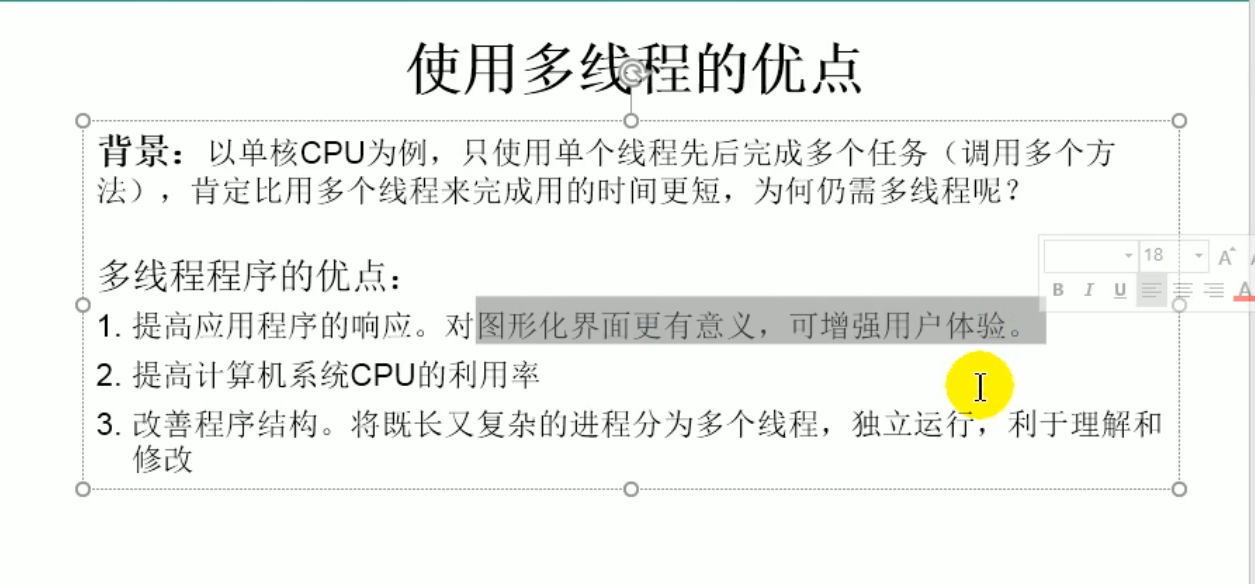 使用多线程的优点
背景：以单核CPU为例，只使用单个线程先后完成多个任务（调用多个方
法），肯定比用多个线程来完成用的时间更短，为何仍需多线程呢？
多线程程序的优点：
18 A A
B I U A
1. 提高应用程序的响应。对图形化界面更有意义，可增强用户体验。
2. 提高计算机系统CPU的利用率
3. 改善程序结构。将既长又复杂的进程分为多个线程，独立运行，利于理解和
修改